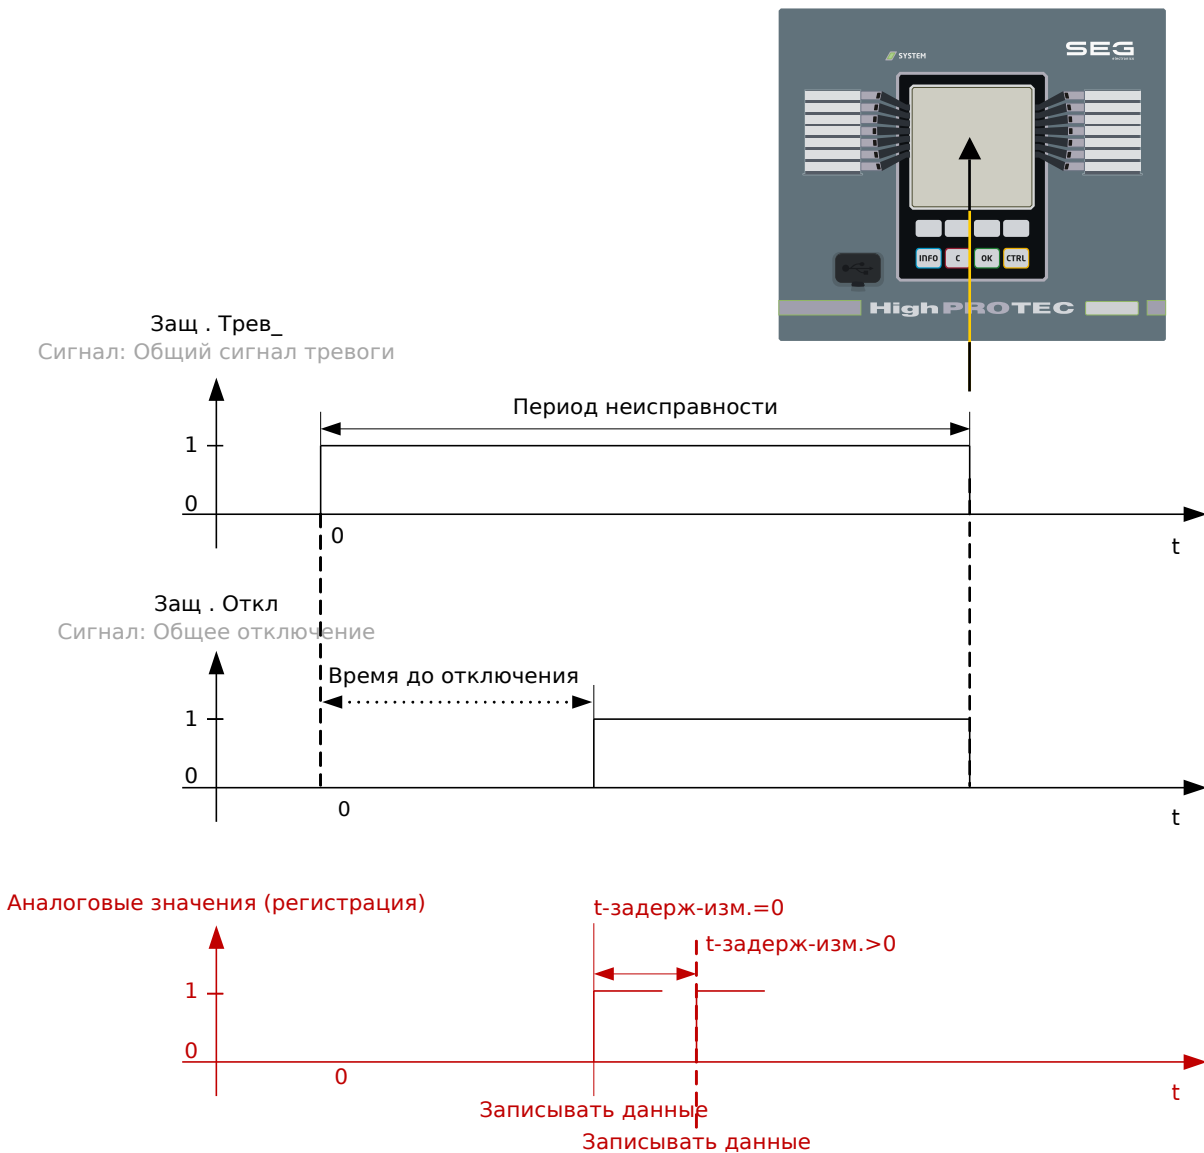 SEG
electronics
SYSTEM
INFO C OK CTRL
HighPROTEC
Защ . Трев_
Сигнал: Общий сигнал тревоги
Период неисправности
1
0
0
t
Защ . Откл
Сигнал: Общее отключение
Время до отключения
1
0
0
t
Аналоговые значения (регистрация)
t-задерж-изм.=0
t-задерж-изм.>0
1
0
0
t
Записывать данные
Записывать данные